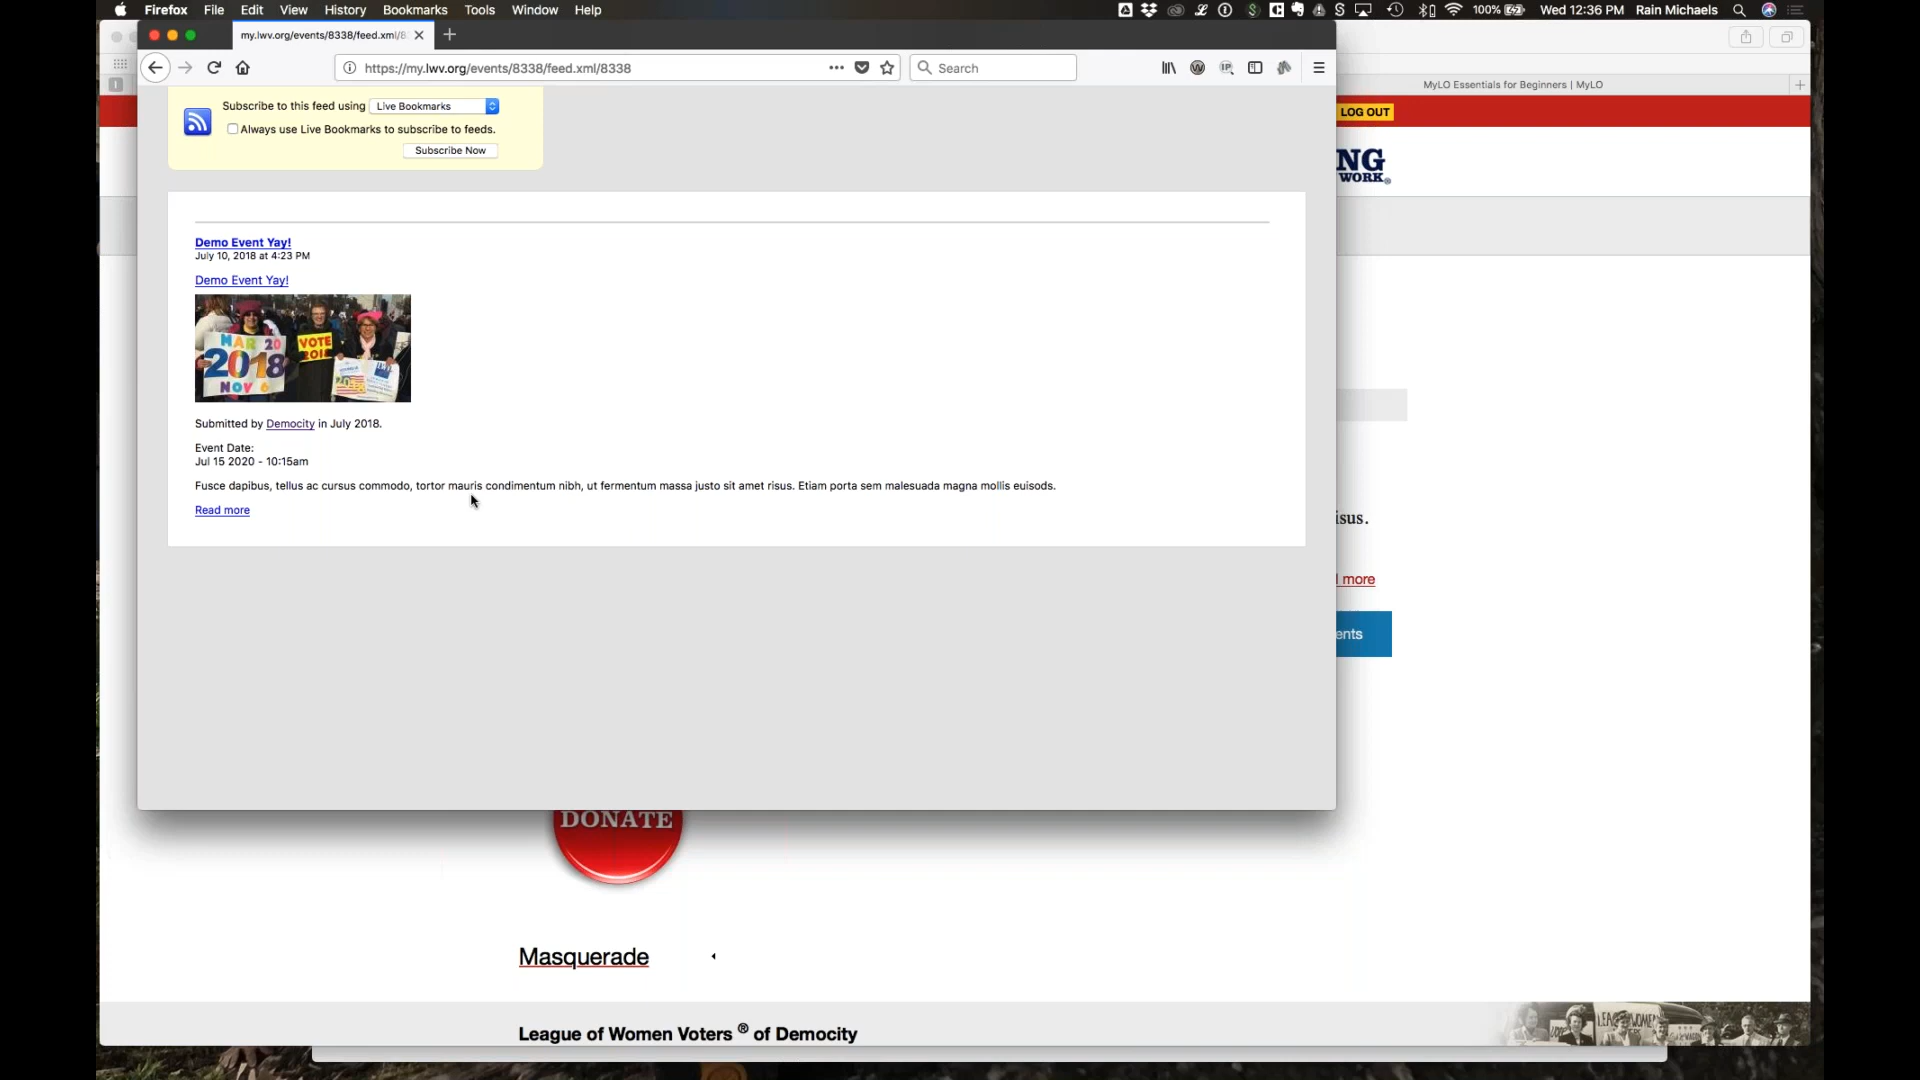 Firefox File Edit View History Bookmarks Tools Window Help
100% Wed 12:36 PM Rain Michaels
my.lwv.org/events/8338/feed.xml/8
https://my.lwv.org/events/8338/feed.xml/8338
Search
MyLO Essentials for Beginners | MyLO
Subscribe to this feed using Live Bookmarks
Always use Live Bookmarks to subscribe to feeds.
Subscribe Now
LOG OUT
NG
WORK®
Demo Event Yay!
July 10, 2018 at 4:23 PM
Demo Event Yay!
MAR 20
2018
NOV 6
VOTE
Submitted by Democity in July 2018.
Event Date:
Jul 15 2020 - 10:15am
Fusce dapibus, tellus ac cursus commodo, tortor mauris condimentum nibh, ut fermentum massa justo sit amet risus. Etiam porta sem malesuada magna mollis euisods.
Read more
isus.
more
ents
DONATE
Masquerade
League of Women Voters ® of Democity